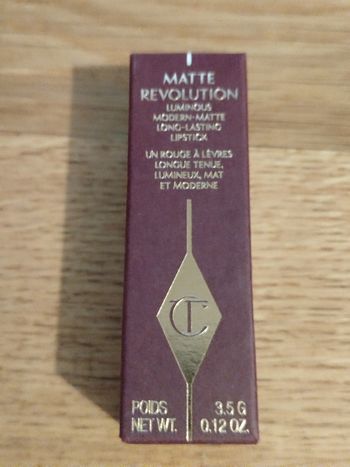 MATTE
REVOLUTION
LUMINOUS
MODERN-MATTE
LONG-LASTING
LIPSTICK
UN ROUGE À LÈVRES
LONGUE TENUE,
LUMINEUX, MAT
ET MODERNE
CT
POIDS 3.5 G
NET WT. 0.12 OZ.